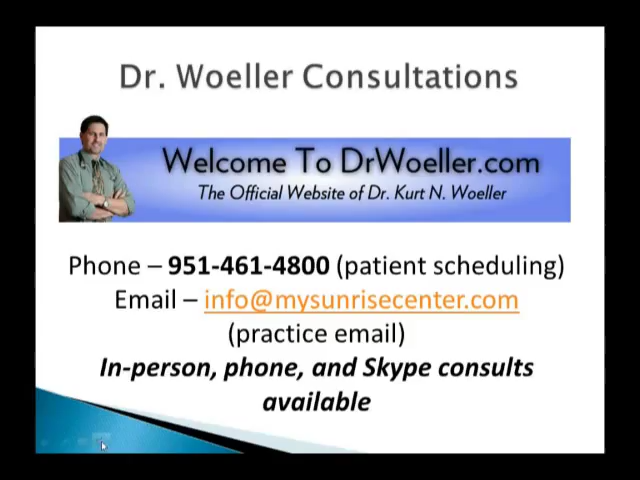 Dr. Woeller Consultations
Welcome To DrWoeller.com
The Official Website of Dr. Kurt N. Woeller
Phone – 951-461-4800 (patient scheduling)
Email – info@mysunrisecenter.com
(practice email)
In-person, phone, and Skype consults
available